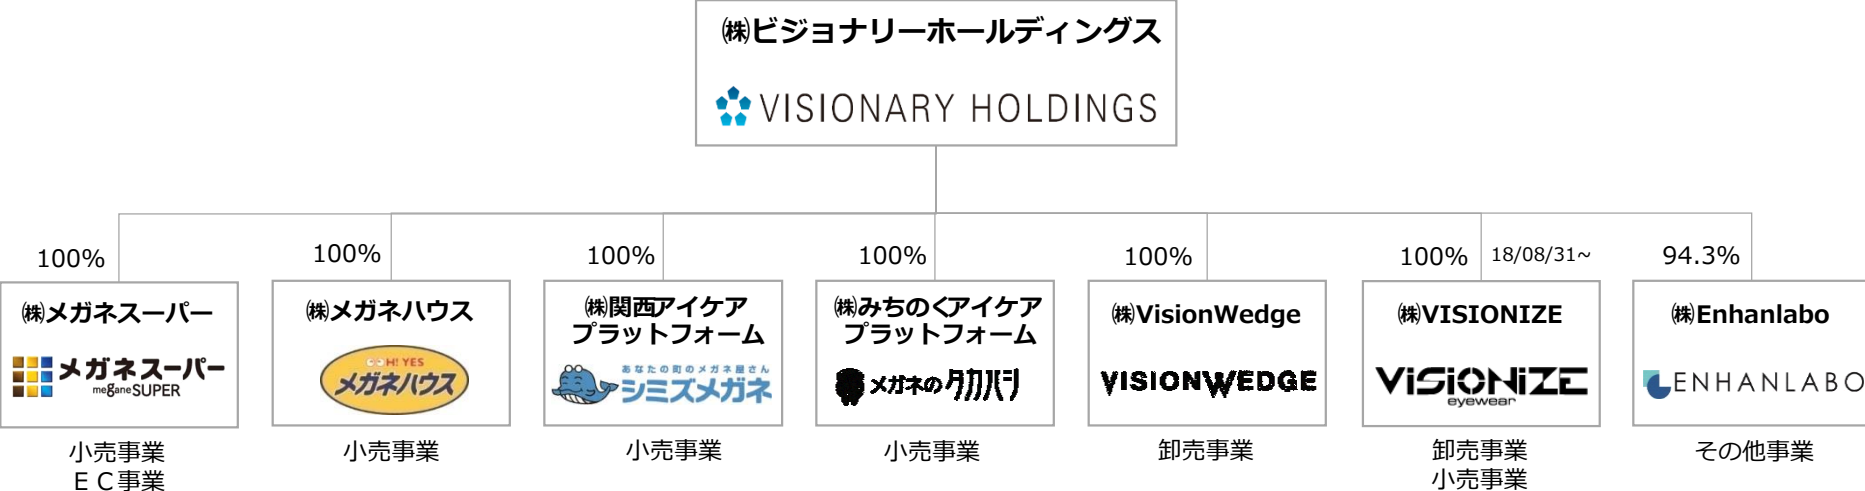 ㈱ビジョナリーホールディングス
VISIONARY HOLDINGS
100%
100%
100%
100%
100%
100%
18/08/31~
94.3%
㈱メガネスーパー
メガネスーパー
meganeSUPER
小売事業
ＥＣ事業
㈱メガネハウス
OH! YES
メガネハウス
小売事業
㈱関西アイケア
プラットフォーム
あなたの町のメガネ屋さん
シミズメガネ
小売事業
㈱みちのくアイケア
プラットフォーム
メガネのタカハシ
小売事業
㈱VisionWedge
VISIONWEDGE
卸売事業
㈱VISIONIZE
ViSiONiZE
eyewear
卸売事業
小売事業
㈱Enhanlabo
ENHANLABO
その他事業